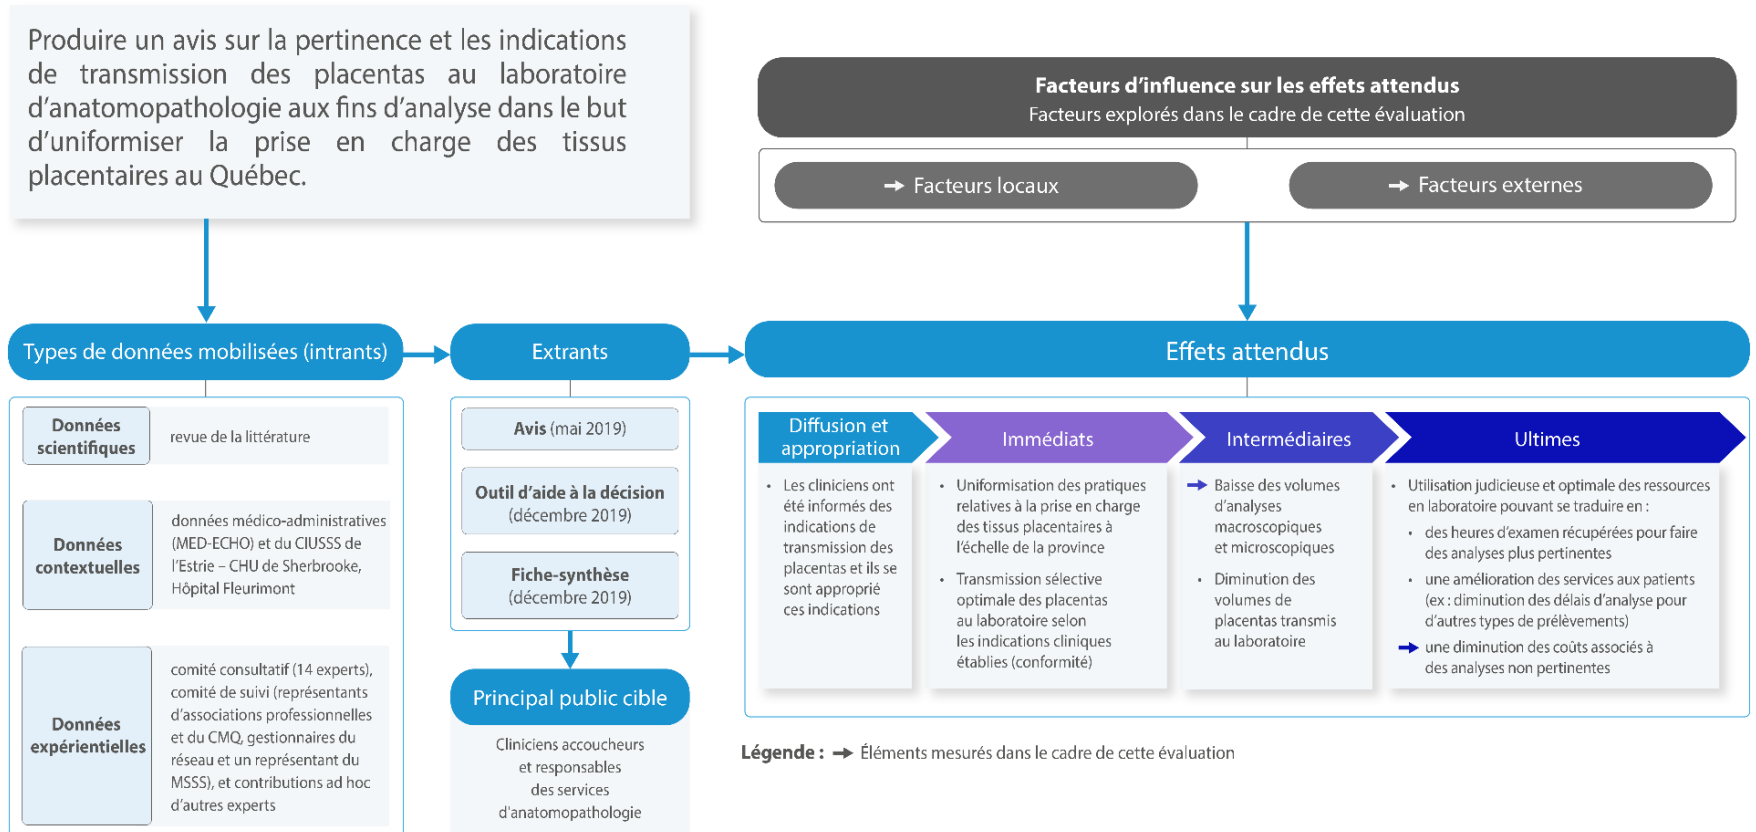 Produire un avis sur la pertinence et les indications
de transmission des placentas au laboratoire
d’anatomopathologie aux fins d’analyse dans le but
d’uniformiser la prise en charge des tissus
placentaires au Québec.
Facteurs d’influence sur les effets attendus
Facteurs explorés dans le cadre de cette évaluation
→ Facteurs locaux
→ Facteurs externes
Types de données mobilisées (intrants)
Données
scientifiques
revue de la littérature
Données
contextuelles
données médico-administratives
(MED-ECHO) et du CIUSSS de
l’Estrie – CHU de Sherbrooke,
Hôpital Fleurimont
Données
expérientielles
comité consultatif (14 experts),
comité de suivi (représentants
d’associations professionnelles
et du CMQ, gestionnaires du
réseau et un représentant du
MSSS), et contributions ad hoc
d’autres experts
Extrants
Avis (mai 2019)
Outil d’aide à la décision
(décembre 2019)
Fiche-synthèse
(décembre 2019)
Principal public cible
Cliniciens accoucheurs
et responsables
des services
d'anatomopathologie
Effets attendus
Diffusion et
appropriation
• Les cliniciens ont
été informés des
indications de
transmission des
placentas et ils se
sont approprié
ces indications
Immédiats
• Uniformisation des pratiques
relatives à la prise en charge
des tissus placentaires à
l’échelle de la province
• Transmission sélective
optimale des placentas
au laboratoire selon
les indications cliniques
établies (conformité)
Intermédiaires
→ Baisse des volumes
d’analyses
macroscopiques
et microscopiques
• Diminution des
volumes de
placentas transmis
au laboratoire
Ultimes
• Utilisation judicieuse et optimale des ressources
en laboratoire pouvant se traduire en :
• des heures d’examen récupérées pour faire
des analyses plus pertinentes
• une amélioration des services aux patients
(ex : diminution des délais d’analyse pour
d’autres types de prélèvements)
→ une diminution des coûts associés à
des analyses non pertinentes
Légende : → Éléments mesurés dans le cadre de cette évaluation